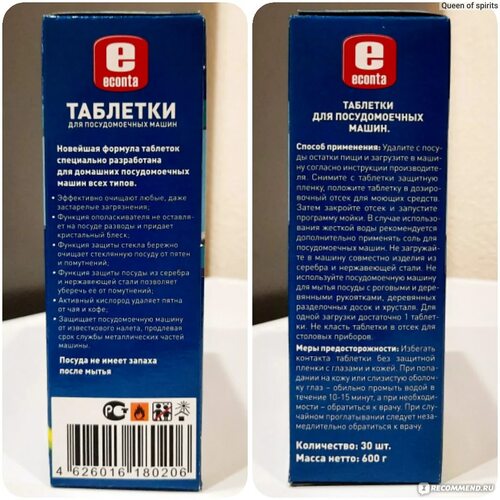 Queen of spirits
e
econta
ТАБЛЕТКИ
ДЛЯ ПОСУДОМОЕЧНЫХ МАШИН
Новейшая формула таблеток
специально разработана
для домашних посудомоечных
машин всех типов.
• Эффективно очищают любые, даже
застарелые загрязнения;
• Функция ополаскивателя не оставля-
ет на посуде разводы и придает
кристальный блеск;
• Функция защиты стекла бережно
очищает стеклянную посуду от пятен
и помутнений;
• Функция защиты посуды из серебра
и нержавеющей стали позволяет
уберечь ее от помутнений;
• Активный кислород удаляет пятна
от чая и кофе;
• Защищает посудомоечную машину
от известкового налета, продлевая
срок службы металлических частей
машины.
Посуда не имеет запаха
после мытья
РСТ
4 626016 180206
e
econta
ТАБЛЕТКИ
ДЛЯ ПОСУДОМОЕЧНЫХ
МАШИН.
Способ применения: Удалите с посу-
ды остатки пищи и загрузите в маши-
ну согласно инструкции производите-
ля. Снимите с таблетки защитную
пленку, положите таблетку в дозиро-
вочный отсек для моющих средств.
Затем закройте отсек и запустите
программу мойки. В случае использо-
вания жесткой воды рекомендуется
дополнительно применять соль для
посудомоечных машин. Не загружай-
те в машину совместно изделия из
серебра и нержавеющей стали. Не ис-
пользуйте посудомоечную машину
для мытья посуды с роговыми и дере-
вянными рукоятками, деревянных
разделочных досок и хрусталя. Для
одной загрузки достаточно 1 таблет-
ки. Не класть таблетки в отсек для
столовых приборов.
Меры предосторожности: Избегать
контакта таблетки без защитной
пленки с глазами и кожей. При попа-
дании на кожу или слизистую оболоч-
ку глаз – обильно промыть водой в
течение 10-15 минут, а при необходи-
мости – обратиться к врачу. При слу-
чайном проглатывании следует неза-
медлительно обратиться к врачу.
Количество: 30 шт.
Масса нетто: 600 г
IRECOMMEND.RU